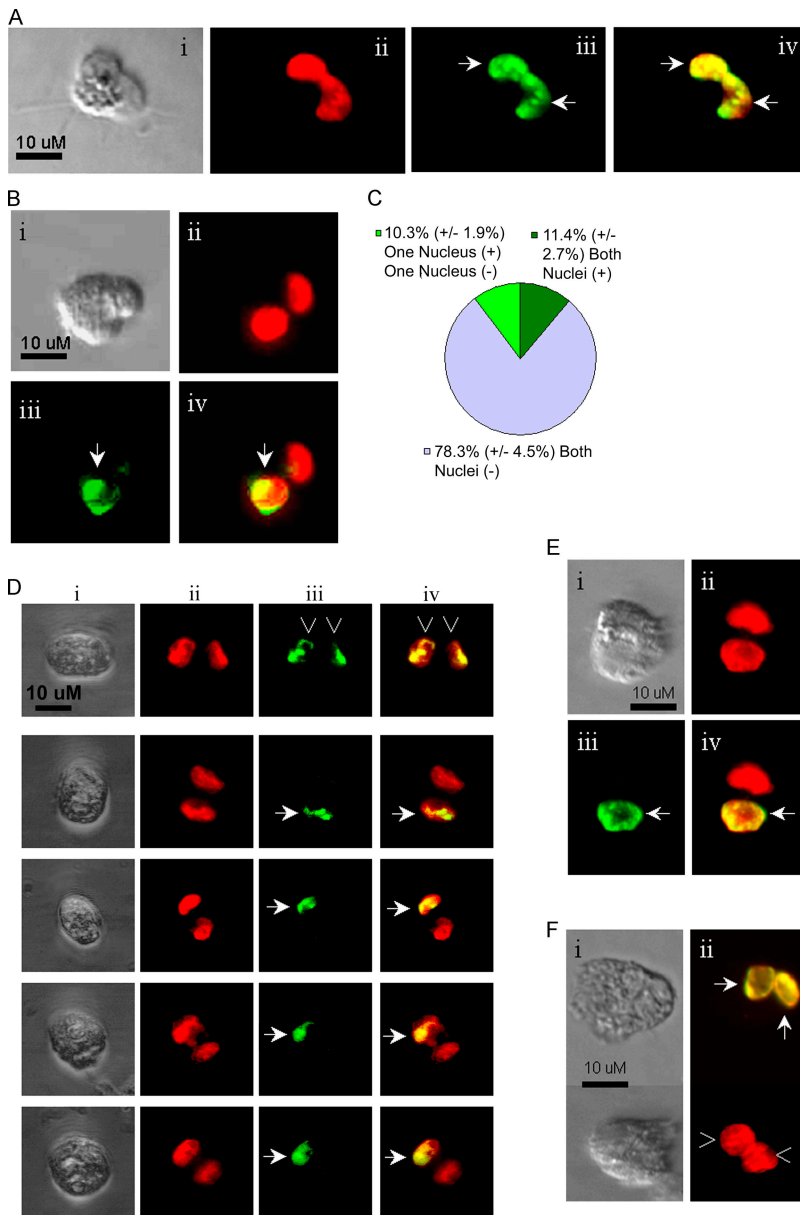 A
i
ii
iii
iv
10 uM
B
i
ii
10 uM
iii
iv
C
10.3% (+/- 1.9%)
One Nucleus (+)
One Nucleus (-)
11.4% (+/-
2.7%) Both
Nuclei (+)
78.3% (+/- 4.5%) Both
Nuclei (-)
D
i
ii
iii
iv
10 uM
E
i
ii
10 uM
iii
iv
F
i
ii
10 uM